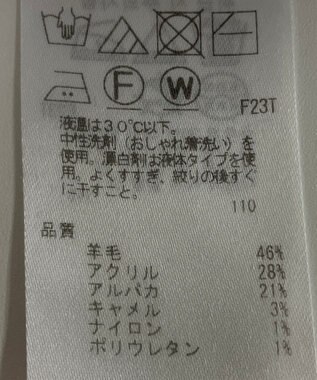 F W F23T
液温は30℃以下。
中性洗剤(おしゃれ着洗い)を
使用。漂白剤は液体タイプを使
用。よくすすぎ、絞りの後すぐ
に干すこと。
110
品質
羊毛 46%
アクリル 28%
アルパカ 21%
キャメル 3%
ナイロン 1%
ポリウレタン 1%